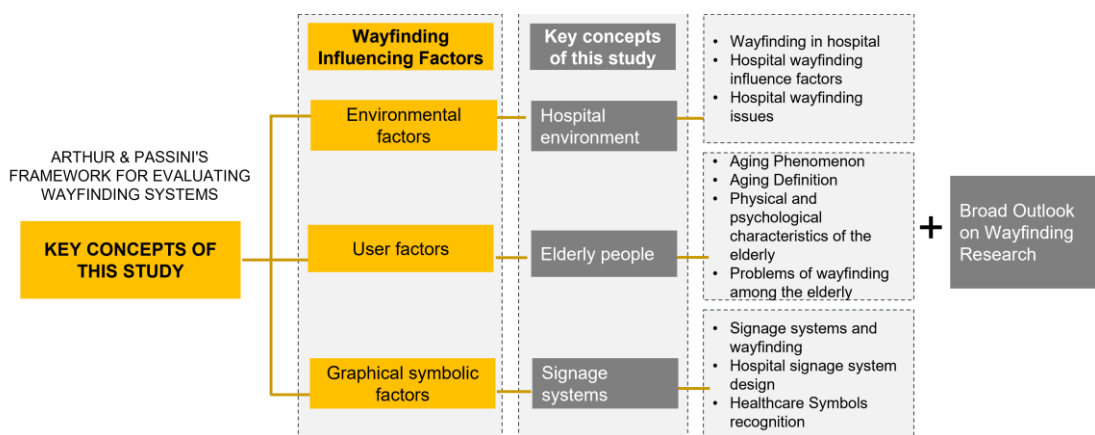 ARTHUR & PASSINI'S
FRAMEWORK FOR EVALUATING
WAYFINDING SYSTEMS
KEY CONCEPTS OF
THIS STUDY
Wayfinding
Influencing Factors
Environmental
factors
User factors
Graphical symbolic
factors
Key concepts
of this study
Hospital
environment
Elderly people
Signage
systems
• Wayfinding in hospital
• Hospital wayfinding
influence factors
• Hospital wayfinding
issues
• Aging Phenomenon
• Aging Definition
• Physical and
psychological
characteristics of the
elderly
• Problems of wayfinding
among the elderly
• Signage systems and
wayfinding
• Hospital signage system
design
• Healthcare Symbols
recognition
+
Broad Outlook
on Wayfinding
Research